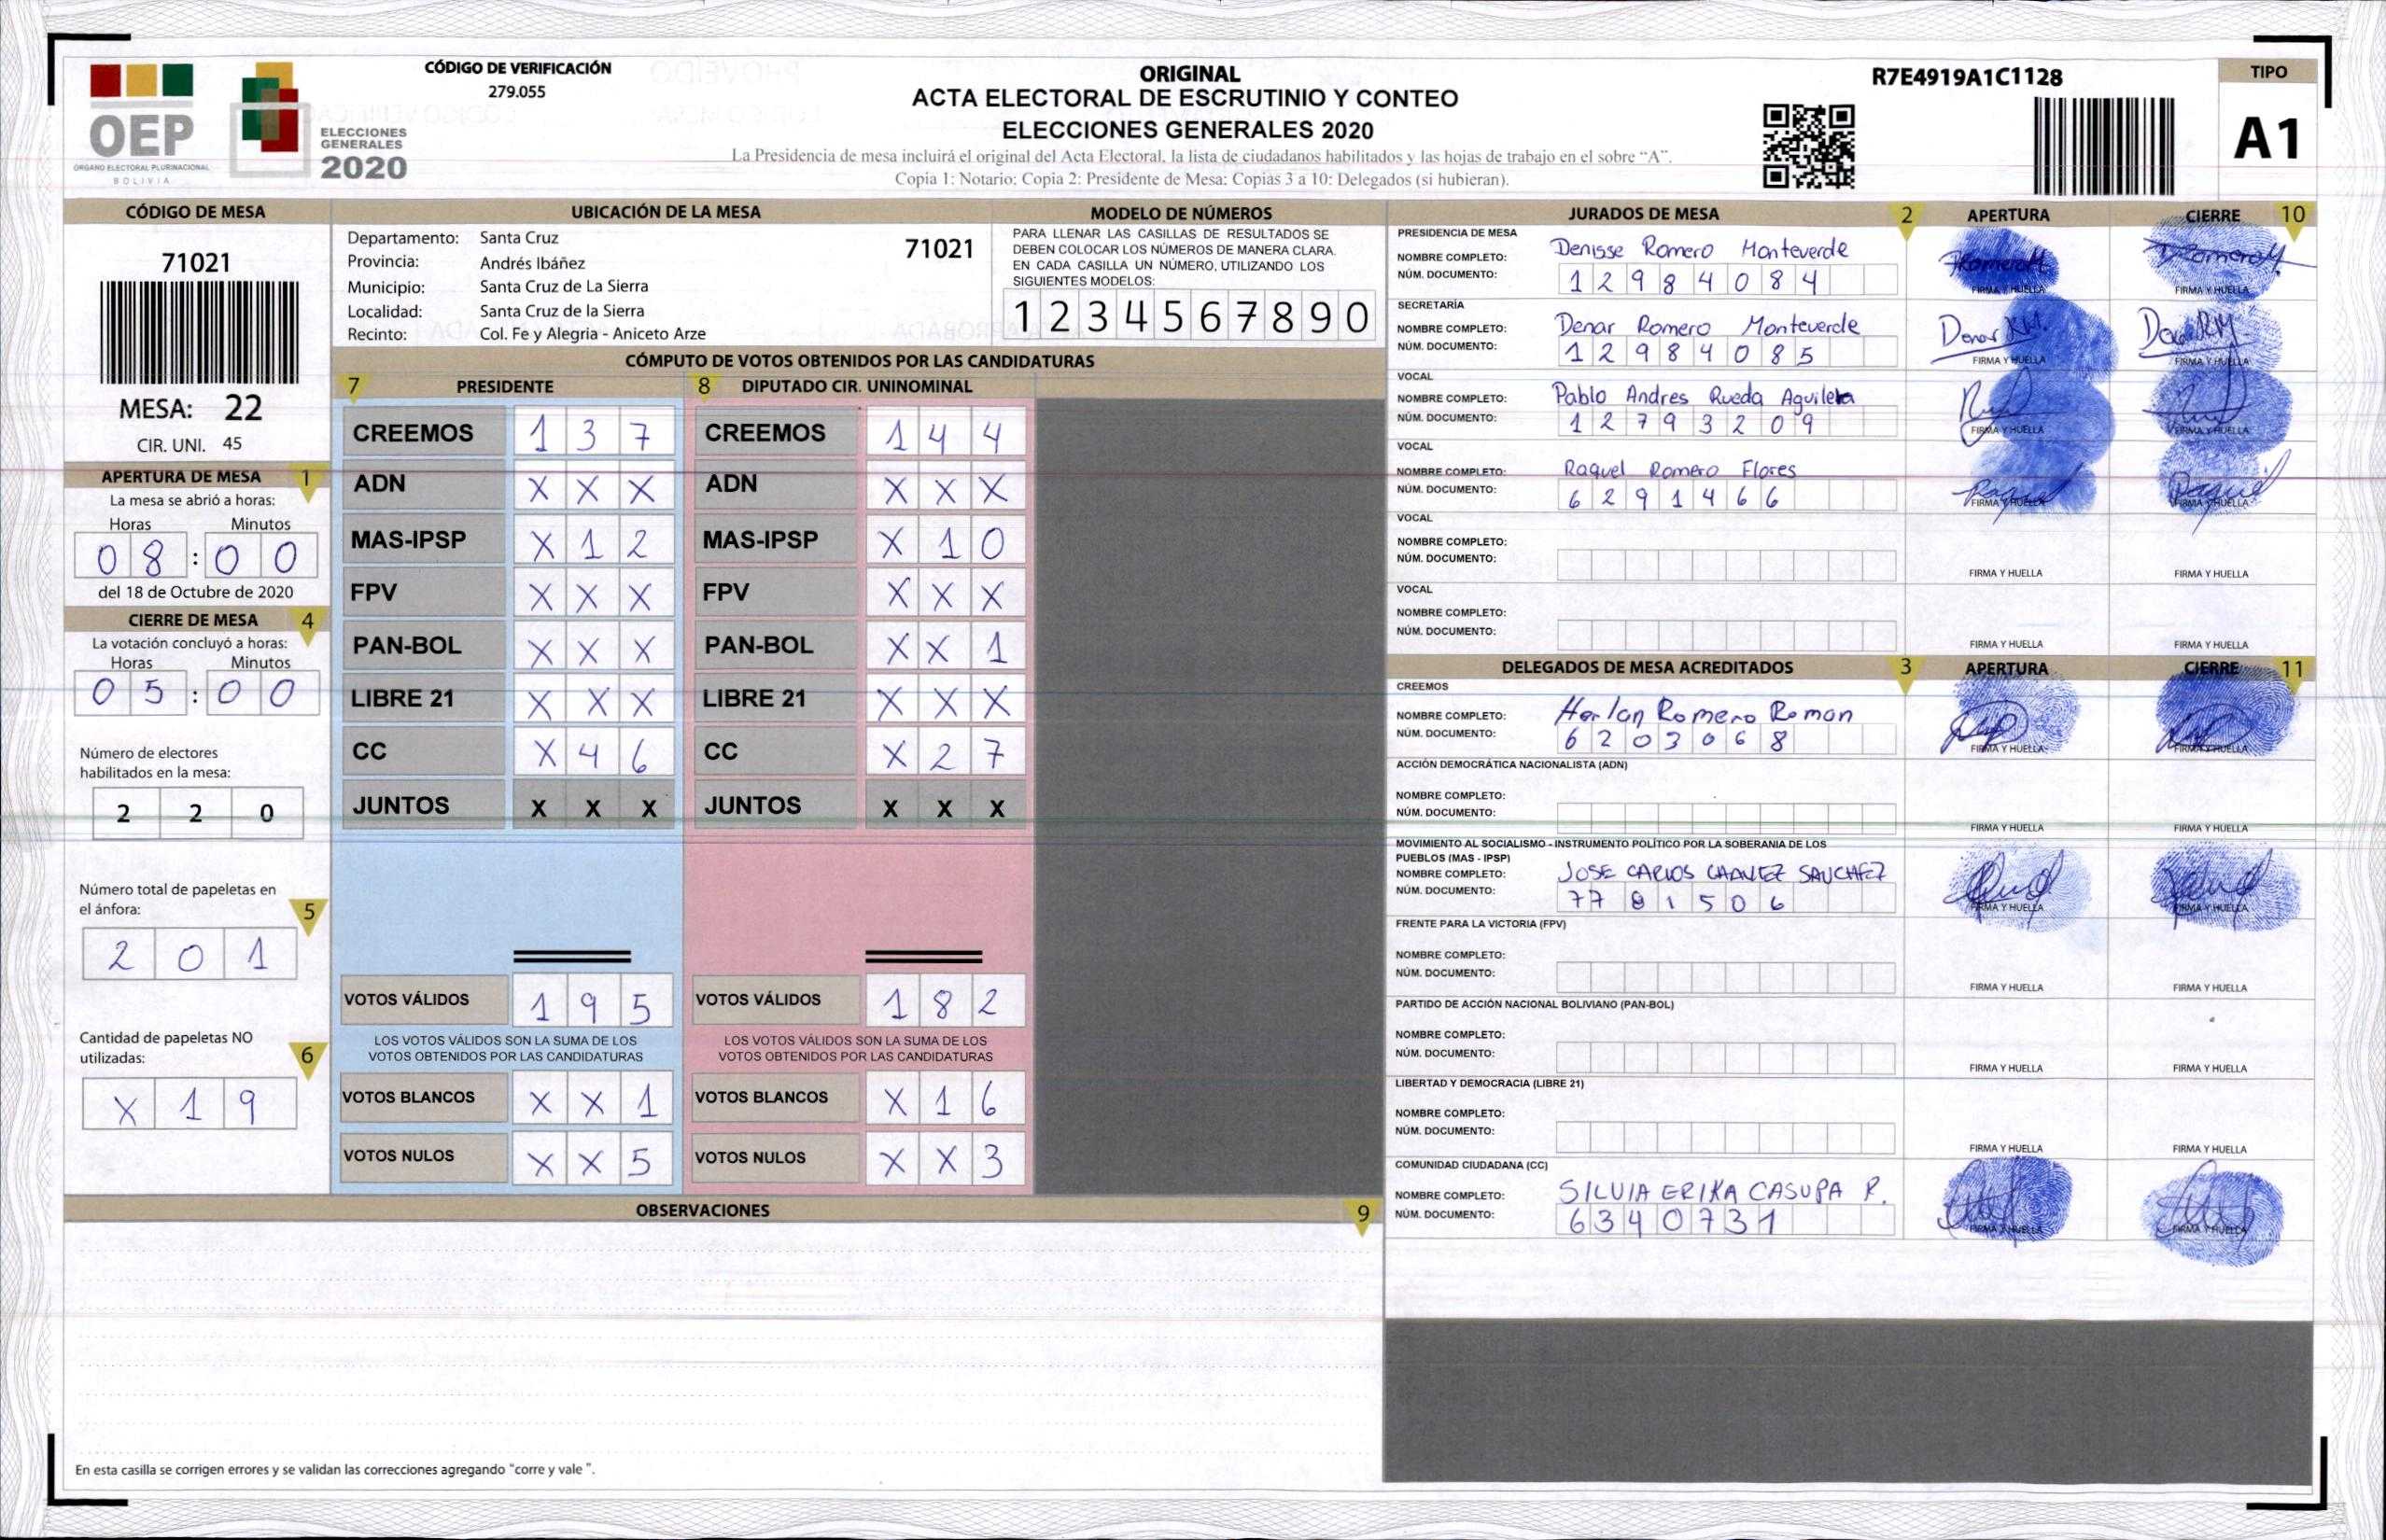 CÓDIGO DE VERIFICACIÓN
279.055
OEP
ORGANO ELECTORAL PLURINACIONAL
BOLIVIA
ELECCIONES
GENERALES
2020
ORIGINAL
ACTA ELECTORAL DE ESCRUTINIO Y CONTEO
ELECCIONES GENERALES 2020
La Presidencia de mesa incluirá el original del Acta Electoral, la lista de ciudadanos habilitados y las hojas de trabajo en el sobre “A”.
Copia 1: Notario; Copia 2: Presidente de Mesa; Copias 3 a 10: Delegados (si hubieran).
R7E4919A1C1128
TIPO
A1
CÓDIGO DE MESA
71021
MESA: 22
CIR. UNI. 45
APERTURA DE MESA 1
La mesa se abrió a horas:
Horas Minutos
0 8 : 0 0
del 18 de Octubre de 2020
CIERRE DE MESA 4
La votación concluyó a horas:
Horas Minutos
0 5 : 0 0
Número de electores
habilitados en la mesa:
2 2 0
Número total de papeletas en
el ánfora: 5
2 0 1
Cantidad de papeletas NO
utilizadas: 6
X 1 9
UBICACIÓN DE LA MESA
Departamento: Santa Cruz
71021
Provincia: Andrés Ibáñez
Municipio: Santa Cruz de La Sierra
Localidad: Santa Cruz de la Sierra
Recinto: Col. Fe y Alegria - Aniceto Arze
MODELO DE NÚMEROS
PARA LLENAR LAS CASILLAS DE RESULTADOS SE
DEBEN COLOCAR LOS NÚMEROS DE MANERA CLARA.
EN CADA CASILLA UN NÚMERO, UTILIZANDO LOS
SIGUIENTES MODELOS:
1 2 3 4 5 6 7 8 9 0
CÓMPUTO DE VOTOS OBTENIDOS POR LAS CANDIDATURAS
7 PRESIDENTE 8 DIPUTADO CIR. UNINOMINAL
CREEMOS 1 3 7 CREEMOS 1 4 4
ADN X X X ADN X X X
MAS-IPSP X 1 2 MAS-IPSP X 1 0
FPV X X X FPV X X X
PAN-BOL X X X PAN-BOL X X 1
LIBRE 21 X X X LIBRE 21 X X X
CC X 4 6 CC X 2 7
JUNTOS X X X JUNTOS X X X
VOTOS VÁLIDOS 1 9 5 VOTOS VÁLIDOS 1 8 2
LOS VOTOS VÁLIDOS SON LA SUMA DE LOS LOS VOTOS VÁLIDOS SON LA SUMA DE LOS
VOTOS OBTENIDOS POR LAS CANDIDATURAS VOTOS OBTENIDOS POR LAS CANDIDATURAS
VOTOS BLANCOS X X 1 VOTOS BLANCOS X 1 6
VOTOS NULOS X X 5 VOTOS NULOS X X 3
OBSERVACIONES 9
En esta casilla se corrigen errores y se validan las correcciones agregando "corre y vale ".
JURADOS DE MESA 2 APERTURA CIERRE 10
PRESIDENCIA DE MESA
NOMBRE COMPLETO: Denisse Romero Monteverde
NÚM. DOCUMENTO: 1 2 9 8 4 0 8 4
FIRMA Y HUELLA FIRMA Y HUELLA
SECRETARÍA
NOMBRE COMPLETO: Denar Romero Monteverde
NÚM. DOCUMENTO: 1 2 9 8 4 0 8 5
FIRMA Y HUELLA FIRMA Y HUELLA
VOCAL
NOMBRE COMPLETO: Pablo Andres Rueda Aguilera
NÚM. DOCUMENTO: 1 2 7 9 3 2 0 9
FIRMA Y HUELLA FIRMA Y HUELLA
VOCAL
NOMBRE COMPLETO: Raquel Romero Flores
NÚM. DOCUMENTO: 6 2 9 1 4 6 6
FIRMA Y HUELLA FIRMA Y HUELLA
VOCAL
NOMBRE COMPLETO:
NÚM. DOCUMENTO:
FIRMA Y HUELLA FIRMA Y HUELLA
VOCAL
NOMBRE COMPLETO:
NÚM. DOCUMENTO:
FIRMA Y HUELLA FIRMA Y HUELLA
DELEGADOS DE MESA ACREDITADOS 3 APERTURA CIERRE 11
CREEMOS
NOMBRE COMPLETO: Herlan Romero Roman
NÚM. DOCUMENTO: 6 2 0 3 0 6 8
FIRMA Y HUELLA FIRMA Y HUELLA
ACCIÓN DEMOCRÁTICA NACIONALISTA (ADN)
NOMBRE COMPLETO:
NÚM. DOCUMENTO:
FIRMA Y HUELLA FIRMA Y HUELLA
MOVIMIENTO AL SOCIALISMO - INSTRUMENTO POLÍTICO POR LA SOBERANIA DE LOS
PUEBLOS (MAS - IPSP)
NOMBRE COMPLETO: JOSE CARLOS CHAVEZ SANCHEZ
NÚM. DOCUMENTO: 7 7 8 1 5 0 6
FIRMA Y HUELLA FIRMA Y HUELLA
FRENTE PARA LA VICTORIA (FPV)
NOMBRE COMPLETO:
NÚM. DOCUMENTO:
FIRMA Y HUELLA FIRMA Y HUELLA
PARTIDO DE ACCIÓN NACIONAL BOLIVIANO (PAN-BOL)
NOMBRE COMPLETO:
NÚM. DOCUMENTO:
FIRMA Y HUELLA FIRMA Y HUELLA
LIBERTAD Y DEMOCRACIA (LIBRE 21)
NOMBRE COMPLETO:
NÚM. DOCUMENTO:
FIRMA Y HUELLA FIRMA Y HUELLA
COMUNIDAD CIUDADANA (CC)
NOMBRE COMPLETO: SILVIA ERIKA CASUPA P.
NÚM. DOCUMENTO: 6 3 4 0 7 3 1
FIRMA Y HUELLA FIRMA Y HUELLA